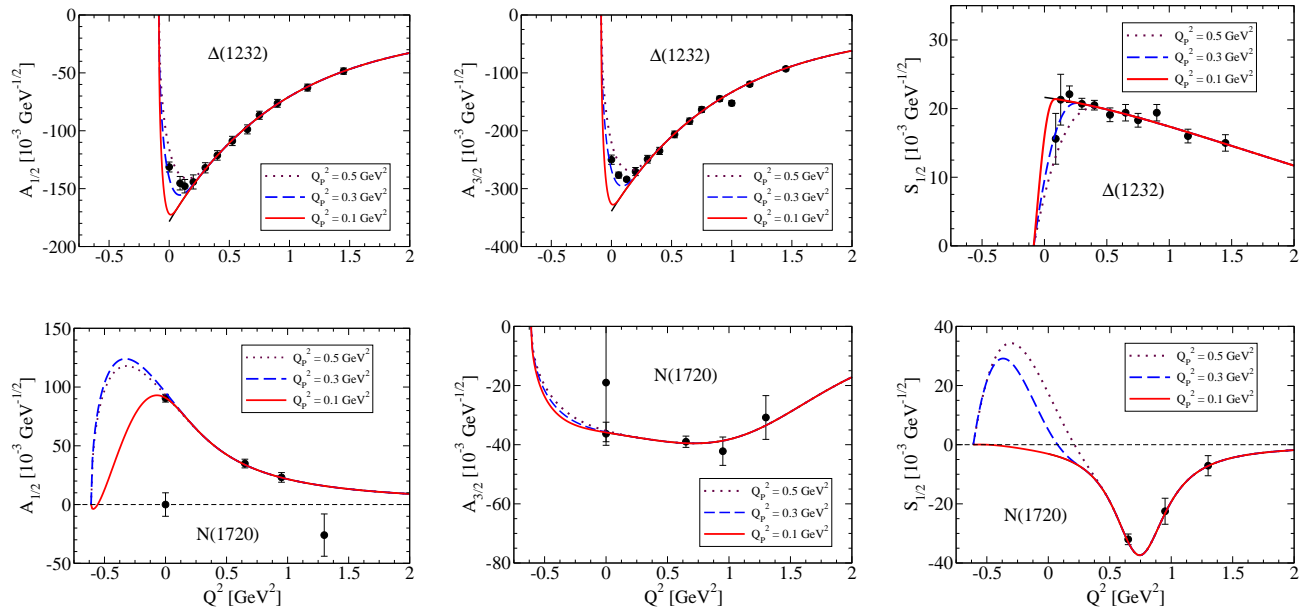 0
-50
-100
-150
-200
A1/2 [10^-3 GeV^-1/2]
Δ(1232)
Q_P^2 = 0.5 GeV^2
Q_P^2 = 0.3 GeV^2
Q_P^2 = 0.1 GeV^2
-0.5 0 0.5 1 1.5 2
0
-100
-200
-300
-400
A3/2 [10^-3 GeV^-1/2]
Δ(1232)
Q_P^2 = 0.5 GeV^2
Q_P^2 = 0.3 GeV^2
Q_P^2 = 0.1 GeV^2
-0.5 0 0.5 1 1.5 2
30
20
10
0
S1/2 [10^-3 GeV^-1/2]
Q_P^2 = 0.5 GeV^2
Q_P^2 = 0.3 GeV^2
Q_P^2 = 0.1 GeV^2
Δ(1232)
-0.5 0 0.5 1 1.5 2
150
100
50
0
-50
A1/2 [10^-3 GeV^-1/2]
Q_P^2 = 0.5 GeV^2
Q_P^2 = 0.3 GeV^2
Q_P^2 = 0.1 GeV^2
N(1720)
-0.5 0 0.5 1 1.5 2
Q^2 [GeV^2]
0
-20
-40
-60
-80
A3/2 [10^-3 GeV^-1/2]
N(1720)
Q_P^2 = 0.5 GeV^2
Q_P^2 = 0.3 GeV^2
Q_P^2 = 0.1 GeV^2
-0.5 0 0.5 1 1.5 2
Q^2 [GeV^2]
40
20
0
-20
-40
S1/2 [10^-3 GeV^-1/2]
Q_P^2 = 0.5 GeV^2
Q_P^2 = 0.3 GeV^2
Q_P^2 = 0.1 GeV^2
N(1720)
-0.5 0 0.5 1 1.5 2
Q^2 [GeV^2]